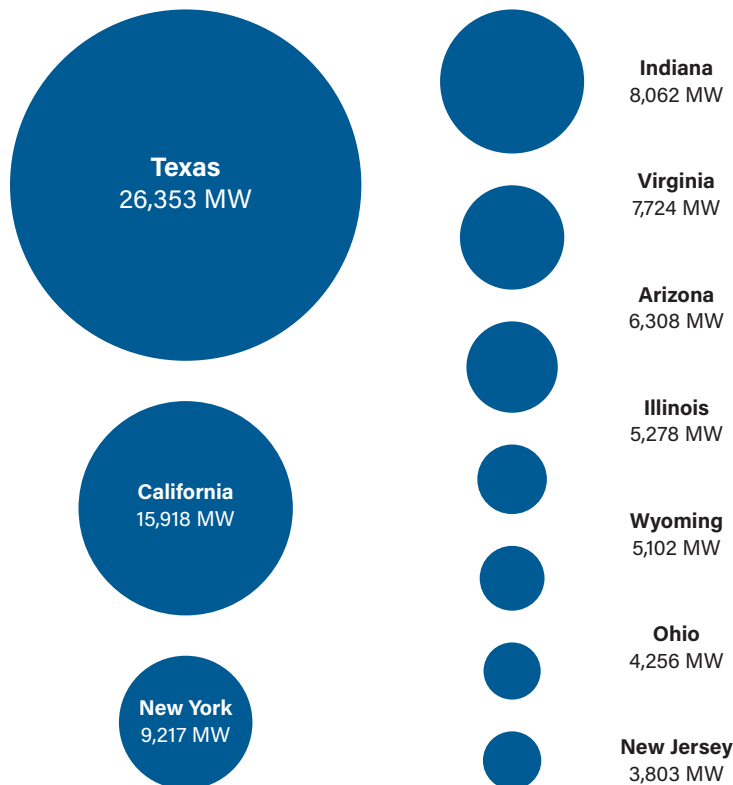 Texas
26,353 MW
California
15,918 MW
New York
9,217 MW
Indiana
8,062 MW
Virginia
7,724 MW
Arizona
6,308 MW
Illinois
5,278 MW
Wyoming
5,102 MW
Ohio
4,256 MW
New Jersey
3,803 MW